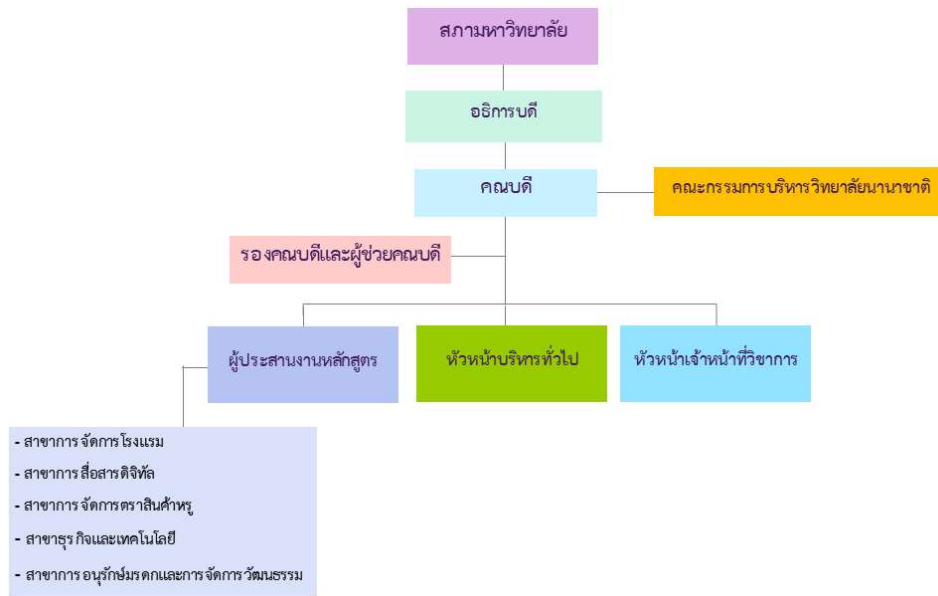 สภามหาวิทยาลัย
อธิการบดี
คณบดี
คณะกรรมการบริหารวิทยาลัยนานาชาติ
รองคณบดีและผู้ช่วยคณบดี
ผู้ประสานงานหลักสูตร
หัวหน้าบริหารทั่วไป
หัวหน้าเจ้าหน้าที่วิชาการ
- สาขาการจัดการโรงแรม
- สาขาการสื่อสารดิจิทัล
- สาขาการจัดการตราสินค้าหรู
- สาขาธุรกิจและเทคโนโลยี
- สาขาการอนุรักษ์มรดกและการจัดการวัฒนธรรม